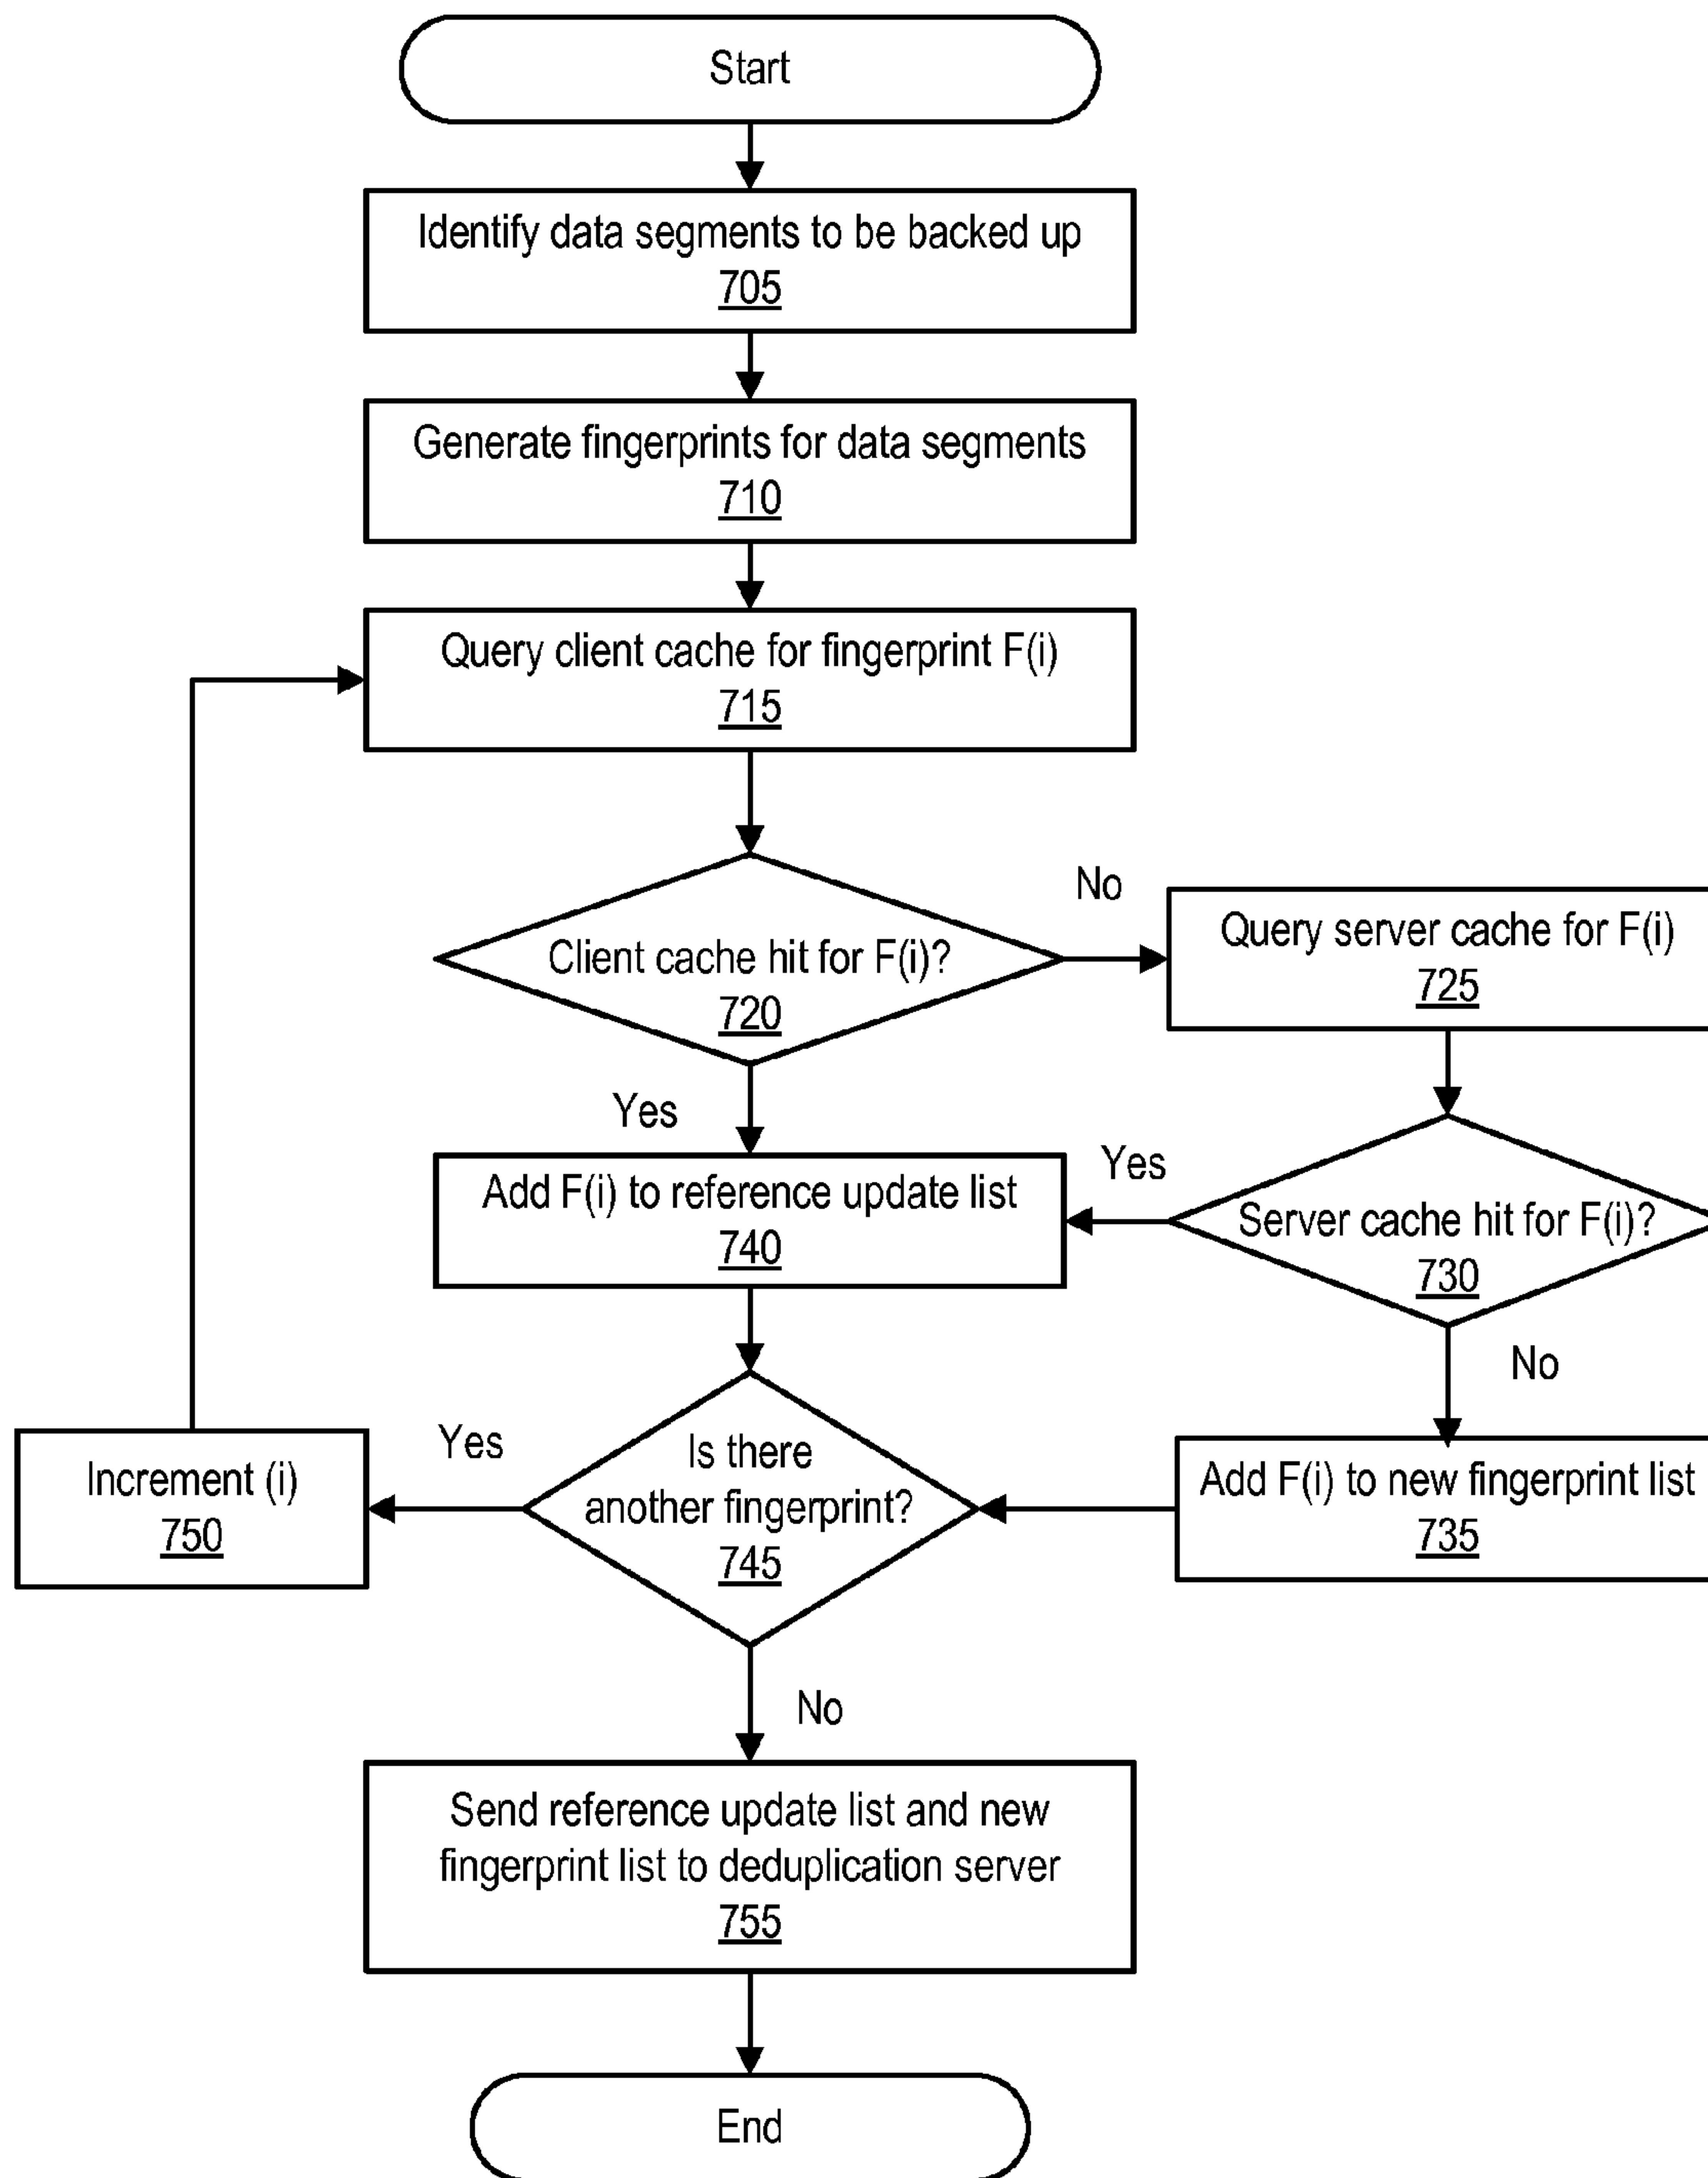 Start
Identify data segments to be backed up
705
Generate fingerprints for data segments
710
Query client cache for fingerprint F(i)
715
Client cache hit for F(i)?
720
No
Query server cache for F(i)
725
Yes
Add F(i) to reference update list
740
Yes
Server cache hit for F(i)?
730
No
Increment (i)
750
Yes
Is there
another fingerprint?
745
Add F(i) to new fingerprint list
735
No
Send reference update list and new
fingerprint list to deduplication server
755
End